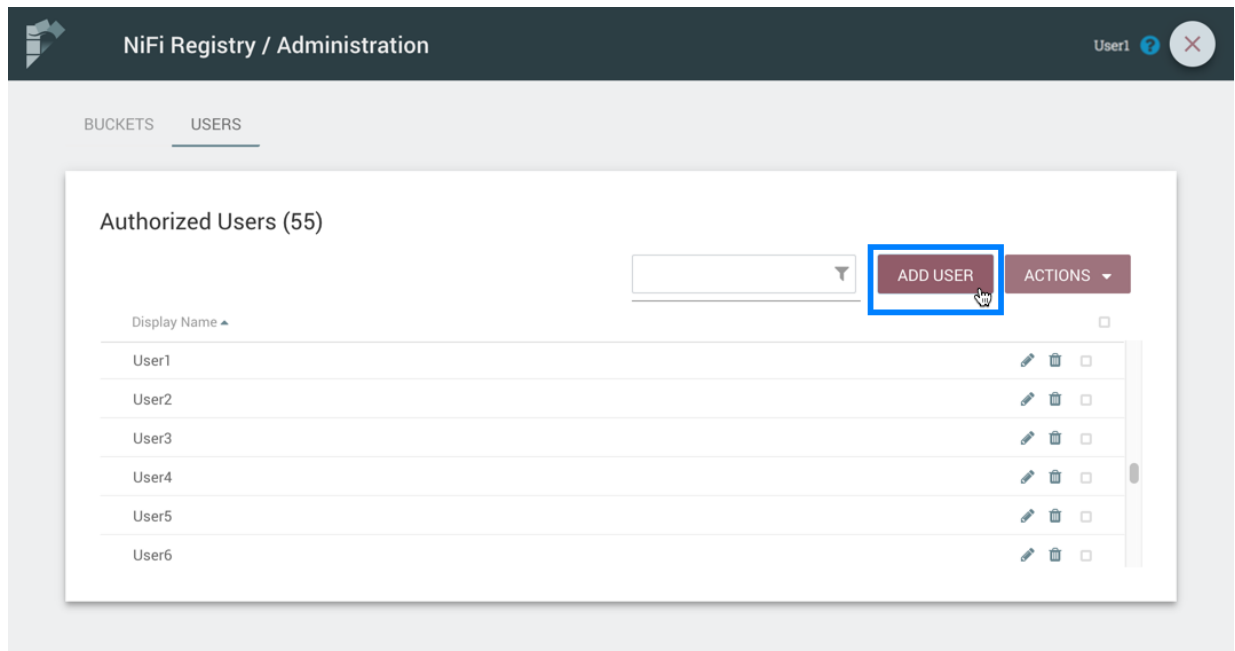 NiFi Registry / Administration
User1
BUCKETS USERS
Authorized Users (55)
ADD USER ACTIONS
Display Name
User1
User2
User3
User4
User5
User6